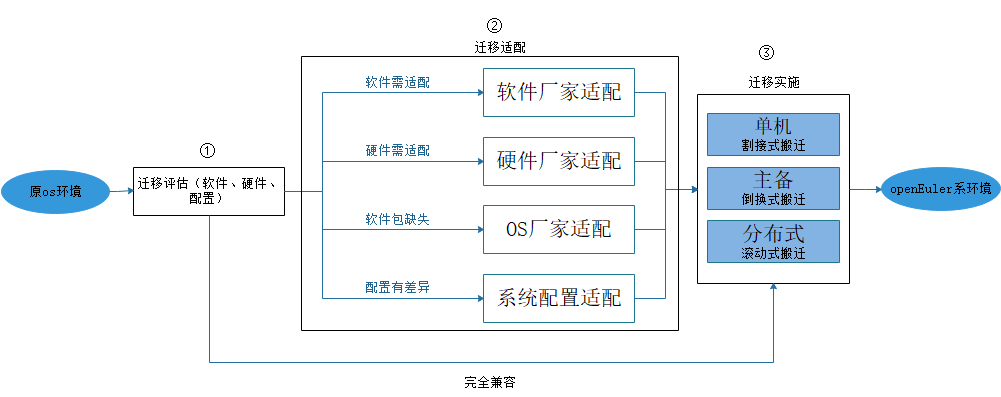 原os环境
①
迁移评估（软件、硬件、
配置）
②
迁移适配
软件需适配
软件厂家适配
硬件需适配
硬件厂家适配
软件包缺失
OS厂家适配
配置有差异
系统配置适配
③
迁移实施
单机
割接式搬迁
主备
倒换式搬迁
分布式
滚动式搬迁
openEuler系环境
完全兼容